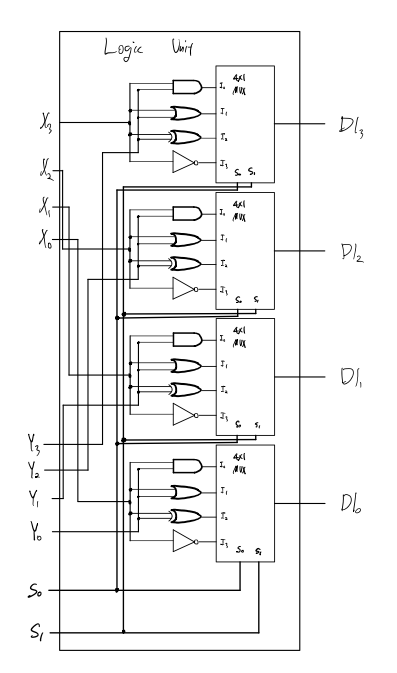 Logic Unit
X3
X2
X1
X0
Y3
Y2
Y1
Y0
S0
S1
4x1
MUX
I0
I1
I2
I3
S0 S1
DL3
4x1
MUX
I0
I1
I2
I3
S0 S1
DL2
4x1
MUX
I0
I1
I2
I3
S0 S1
DL1
4x1
MUX
I0
I1
I2
I3
S0 S1
DL0